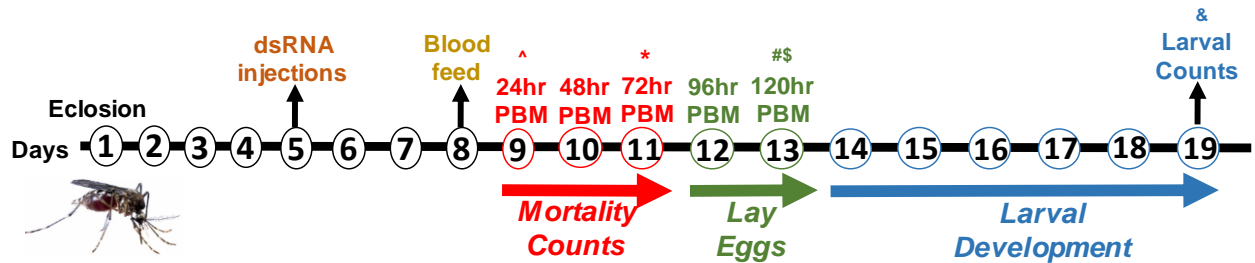 &
dsRNA
injections
Blood
feed
^
24hr
PBM
48hr
PBM
*
72hr
PBM
96hr
PBM
#$
120hr
PBM
Larval
Counts
Eclosion
Days 1 2 3 4 5 6 7 8 9 10 11 12 13 14 15 16 17 18 19
Mortality
Counts
Lay
Eggs
Larval
Development